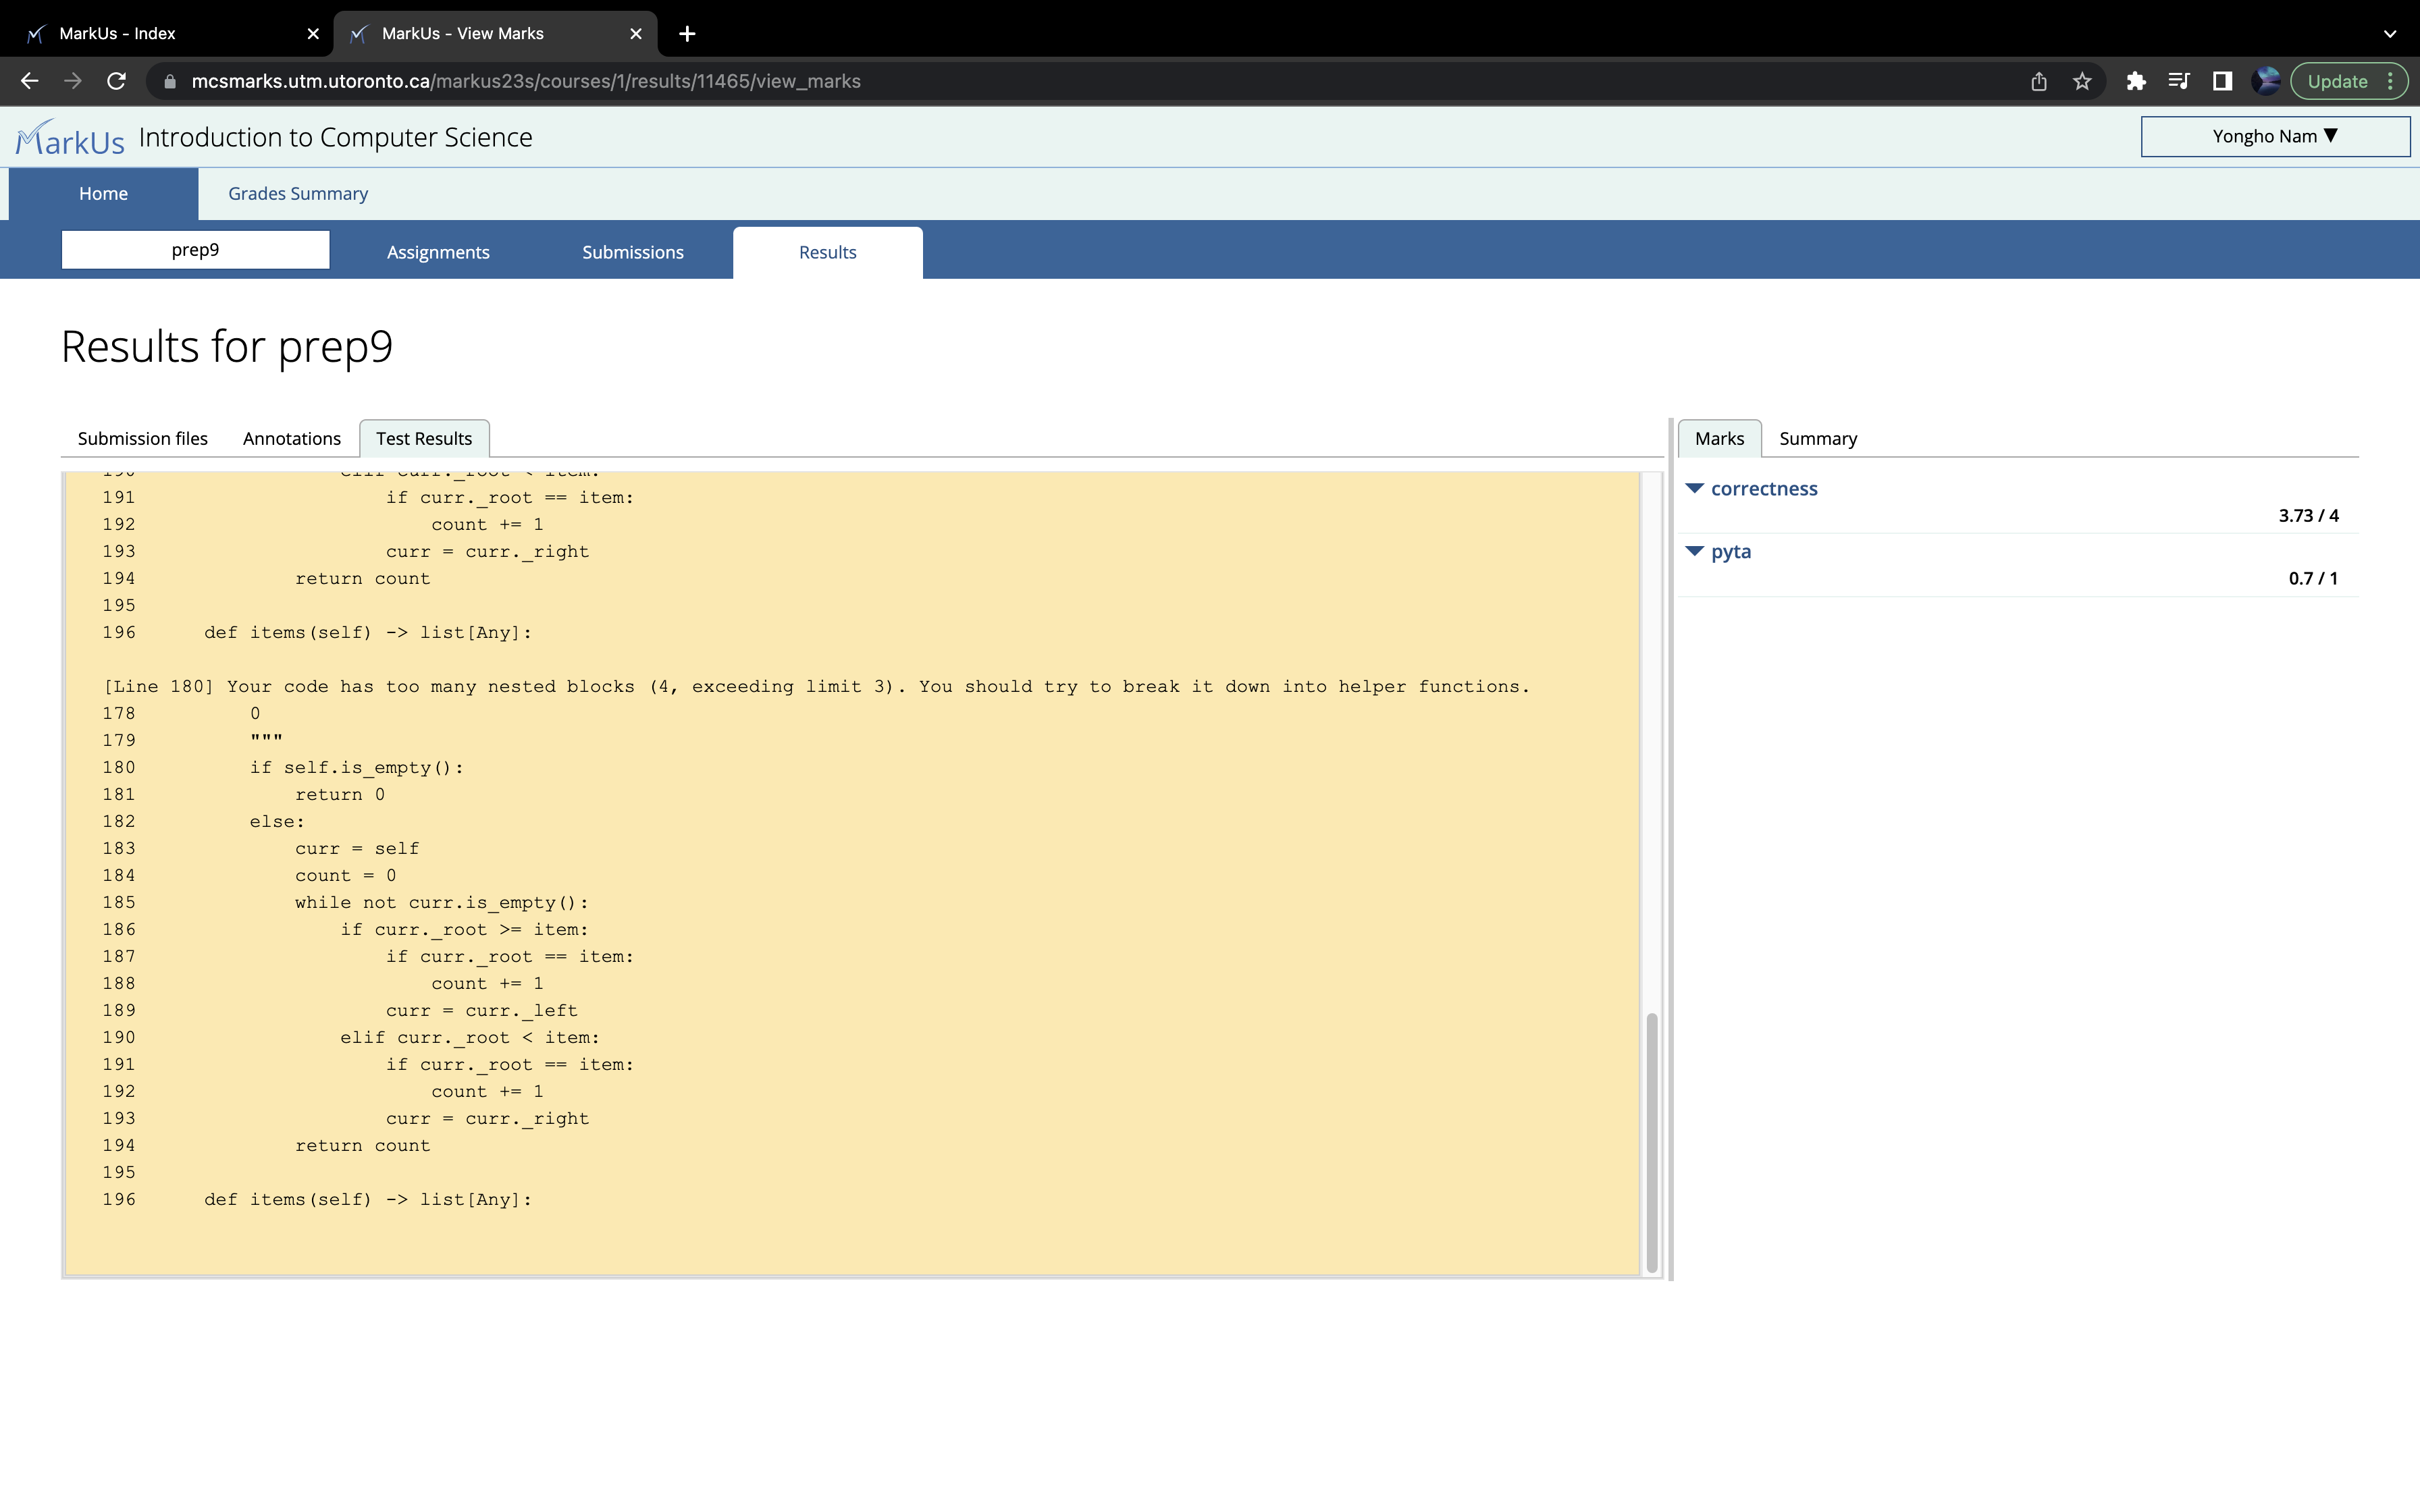 MarkUs - Index
MarkUs - View Marks
mcsmarks.utm.utoronto.ca/markus23s/courses/1/results/11465/view_marks
Update
MarkUs Introduction to Computer Science
Yongho Nam ▼
Home
Grades Summary
prep9
Assignments
Submissions
Results
Results for prep9
Submission files
Annotations
Test Results
190 elif curr._root < item:
191 if curr._root == item:
192 count += 1
193 curr = curr._right
194 return count
195
196 def items(self) -> list[Any]:
[Line 180] Your code has too many nested blocks (4, exceeding limit 3). You should try to break it down into helper functions.
178 0
179 """
180 if self.is_empty():
181 return 0
182 else:
183 curr = self
184 count = 0
185 while not curr.is_empty():
186 if curr._root >= item:
187 if curr._root == item:
188 count += 1
189 curr = curr._left
190 elif curr._root < item:
191 if curr._root == item:
192 count += 1
193 curr = curr._right
194 return count
195
196 def items(self) -> list[Any]:
Marks
Summary
correctness
3.73 / 4
pyta
0.7 / 1